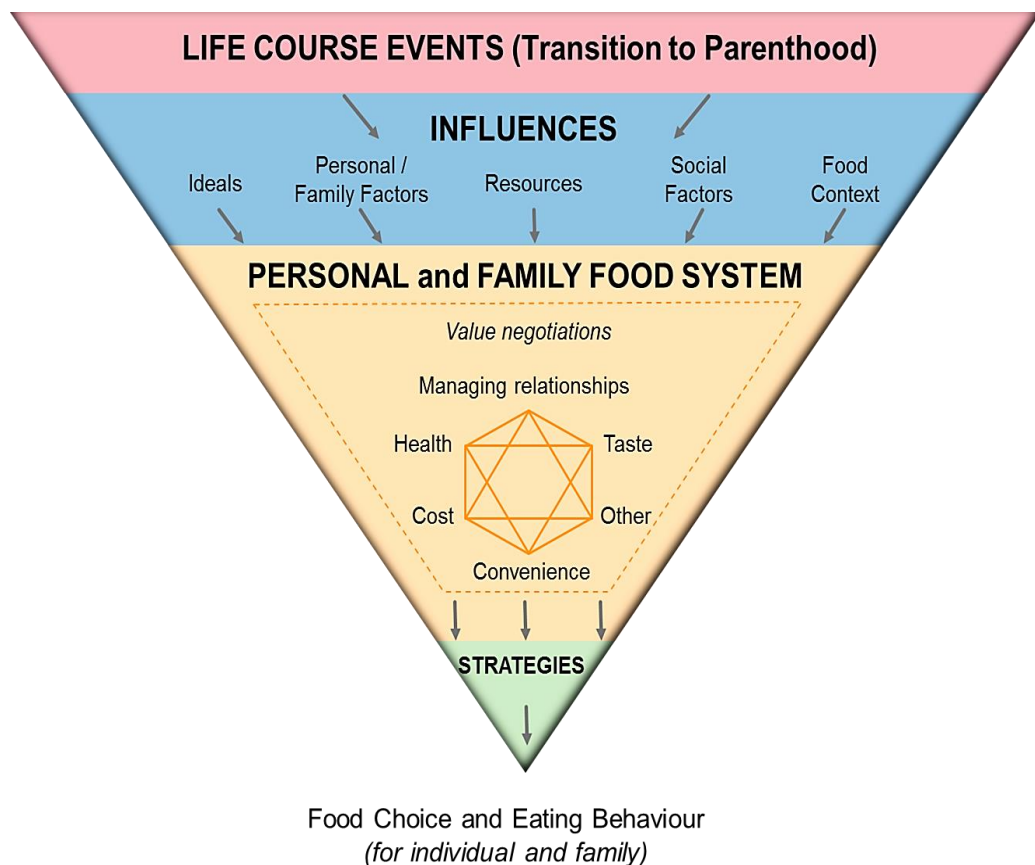 LIFE COURSE EVENTS (Transition to Parenthood)
INFLUENCES
Ideals
Personal /
Family Factors
Resources
Social
Factors
Food
Context
PERSONAL and FAMILY FOOD SYSTEM
Value negotiations
Managing relationships
Health
Taste
Cost
Other
Convenience
STRATEGIES
Food Choice and Eating Behaviour
(for individual and family)